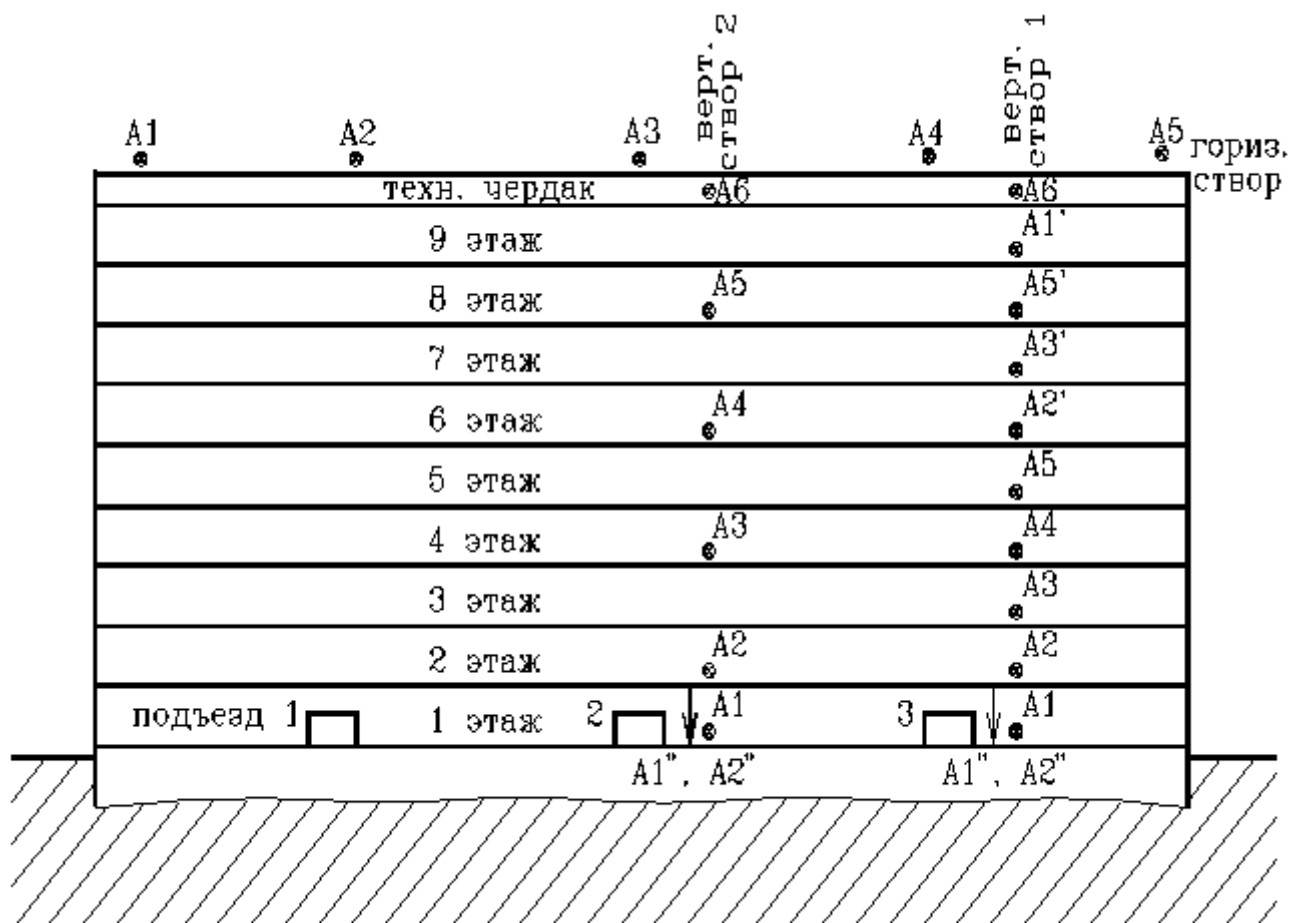 верт. створ 2
верт. створ 1
A1 A2 A3 A4 A5 гориз. створ
техн. чердак A6 A6
9 этаж A1'
8 этаж A5 A5'
7 этаж A3'
6 этаж A4 A2'
5 этаж A5
4 этаж A3 A4
3 этаж A3
2 этаж A2 A2
подъезд 1 1 этаж 2 A1 3 A1
A1", A2" A1", A2"